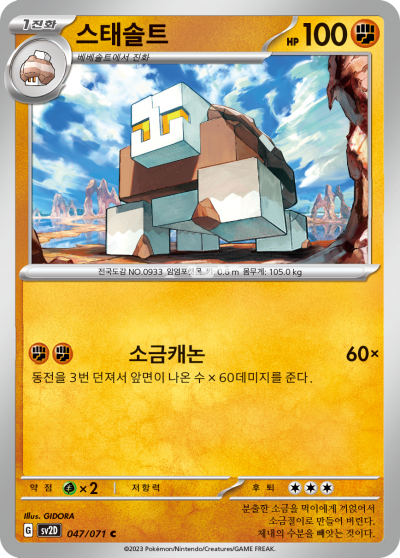 1진화
스태솔트
HP 100
베베솔트에서 진화
전국도감 NO.0933 암염포켓몬 키: 0.6 m 몸무게: 105.0 kg
소금캐논 60×
동전을 3번 던져서 앞면이 나온 수 × 60데미지를 준다.
약점 ×2 저항력 후퇴
Illus. GIDORA
G SV2D 047/071 C
분출한 소금을 먹이에게 끼얹어서
소금절이로 만들어 버린다.
체내의 수분을 빼앗는 것이다.
©2023 Pokémon/Nintendo/Creatures/GAME FREAK.